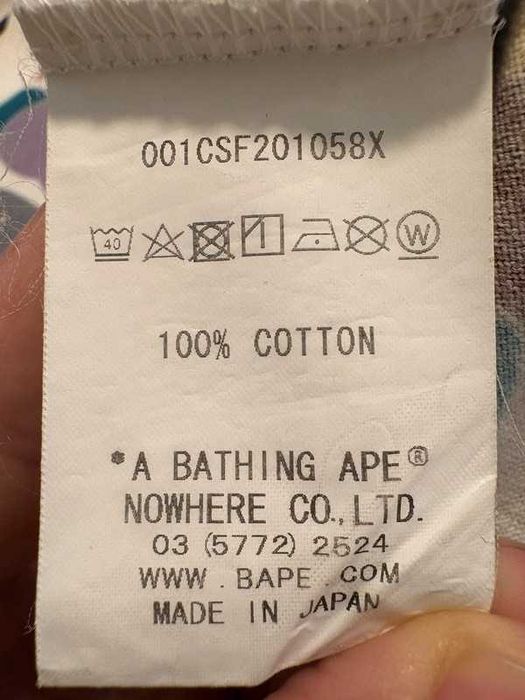 001CSF201058X
40 W
100% COTTON
*A BATHING APE®
NOWHERE CO.,LTD.
03 (5772) 2524
WWW.BAPE.COM
MADE IN JAPAN